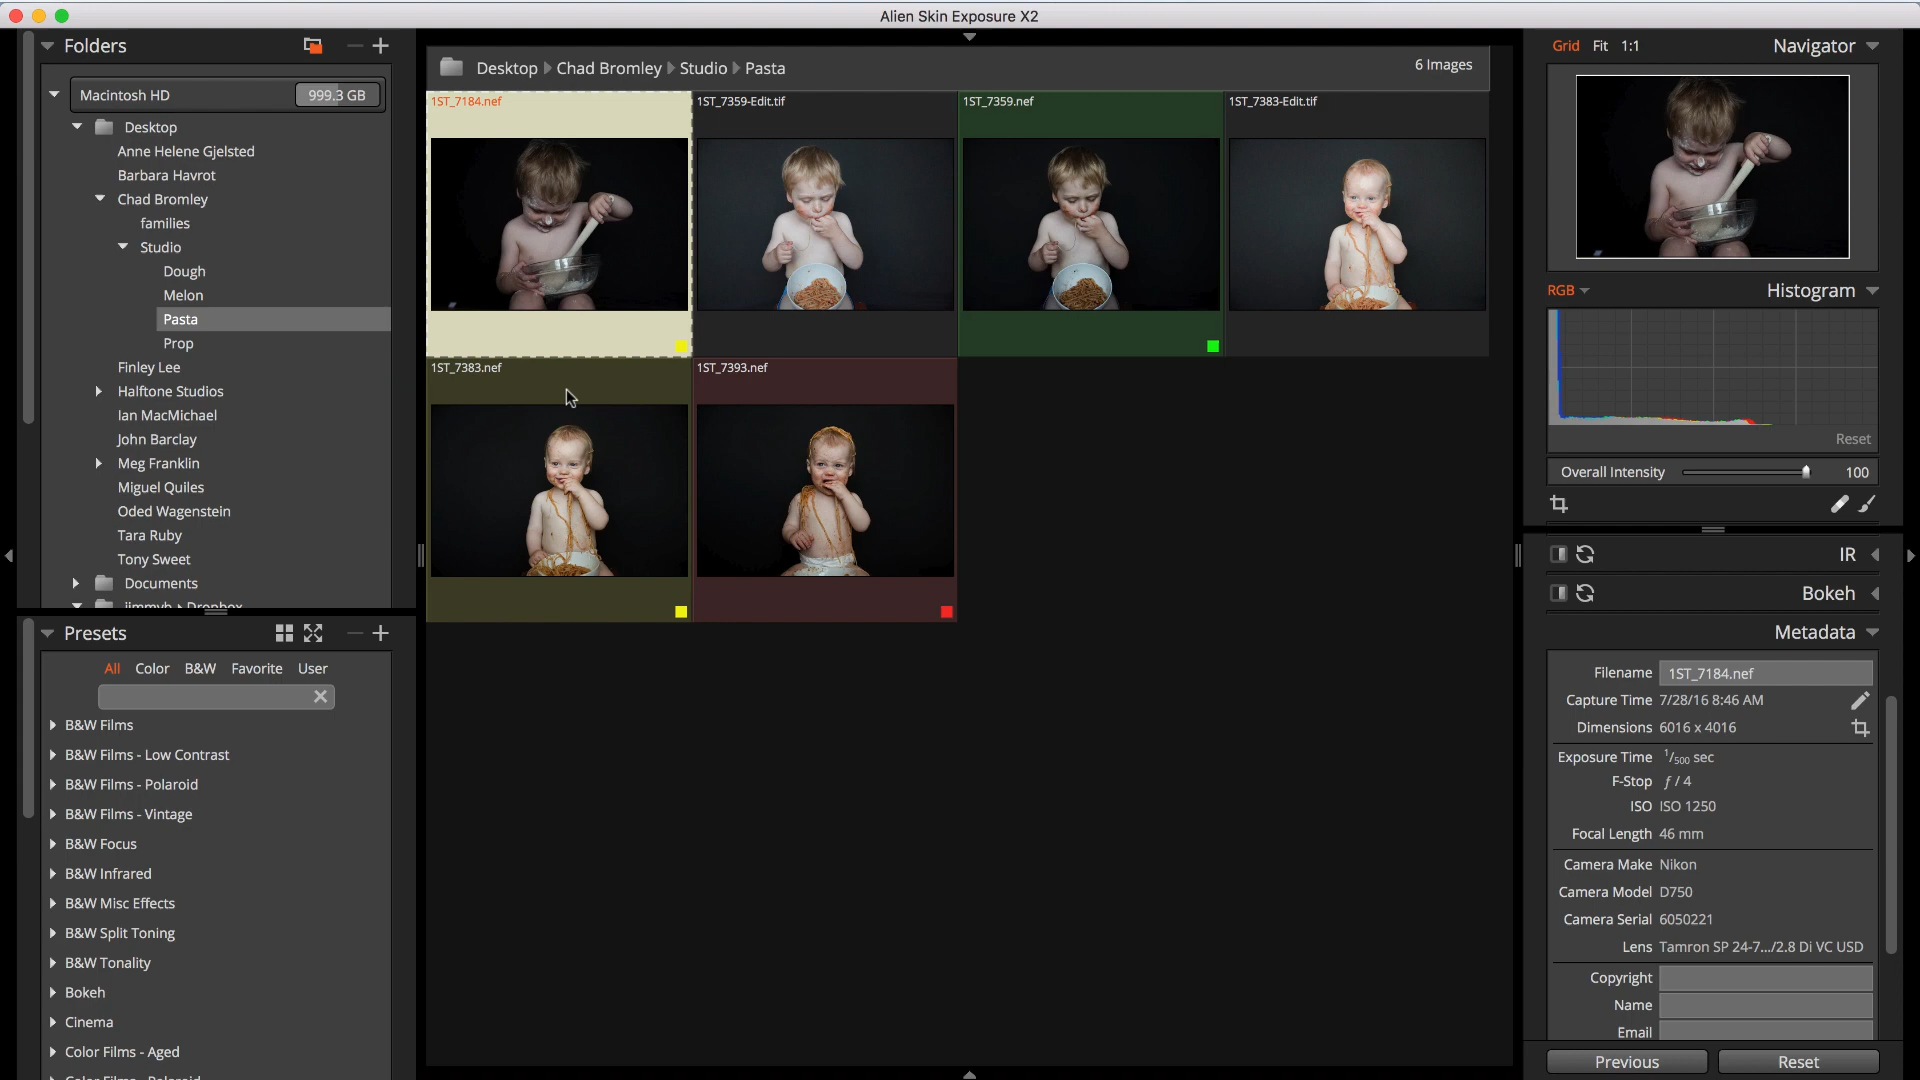 Alien Skin Exposure X2
Folders
Macintosh HD 999.3 GB
Desktop
Anne Helene Gjelsted
Barbara Havrot
Chad Bromley
families
Studio
Dough
Melon
Pasta
Prop
Finley Lee
Halftone Studios
Ian MacMichael
John Barclay
Meg Franklin
Miguel Quiles
Oded Wagenstein
Tara Ruby
Tony Sweet
Documents
Presets
All Color B&W Favorite User
B&W Films
B&W Films - Low Contrast
B&W Films - Polaroid
B&W Films - Vintage
B&W Focus
B&W Infrared
B&W Misc Effects
B&W Split Toning
B&W Tonality
Bokeh
Cinema
Color Films - Aged
Desktop Chad Bromley Studio Pasta
6 Images
1ST_7184.nef
1ST_7359-Edit.tif
1ST_7359.nef
1ST_7383-Edit.tif
1ST_7383.nef
1ST_7393.nef
Grid Fit 1:1 Navigator
RGB Histogram
Reset
Overall Intensity 100
IR
Bokeh
Metadata
Filename 1ST_7184.nef
Capture Time 7/28/16 8:46 AM
Dimensions 6016 x 4016
Exposure Time 1/500 sec
F-Stop ƒ / 4
ISO ISO 1250
Focal Length 46 mm
Camera Make Nikon
Camera Model D750
Camera Serial 6050221
Lens Tamron SP 24-7.../2.8 Di VC USD
Copyright
Name
Email
Previous Reset